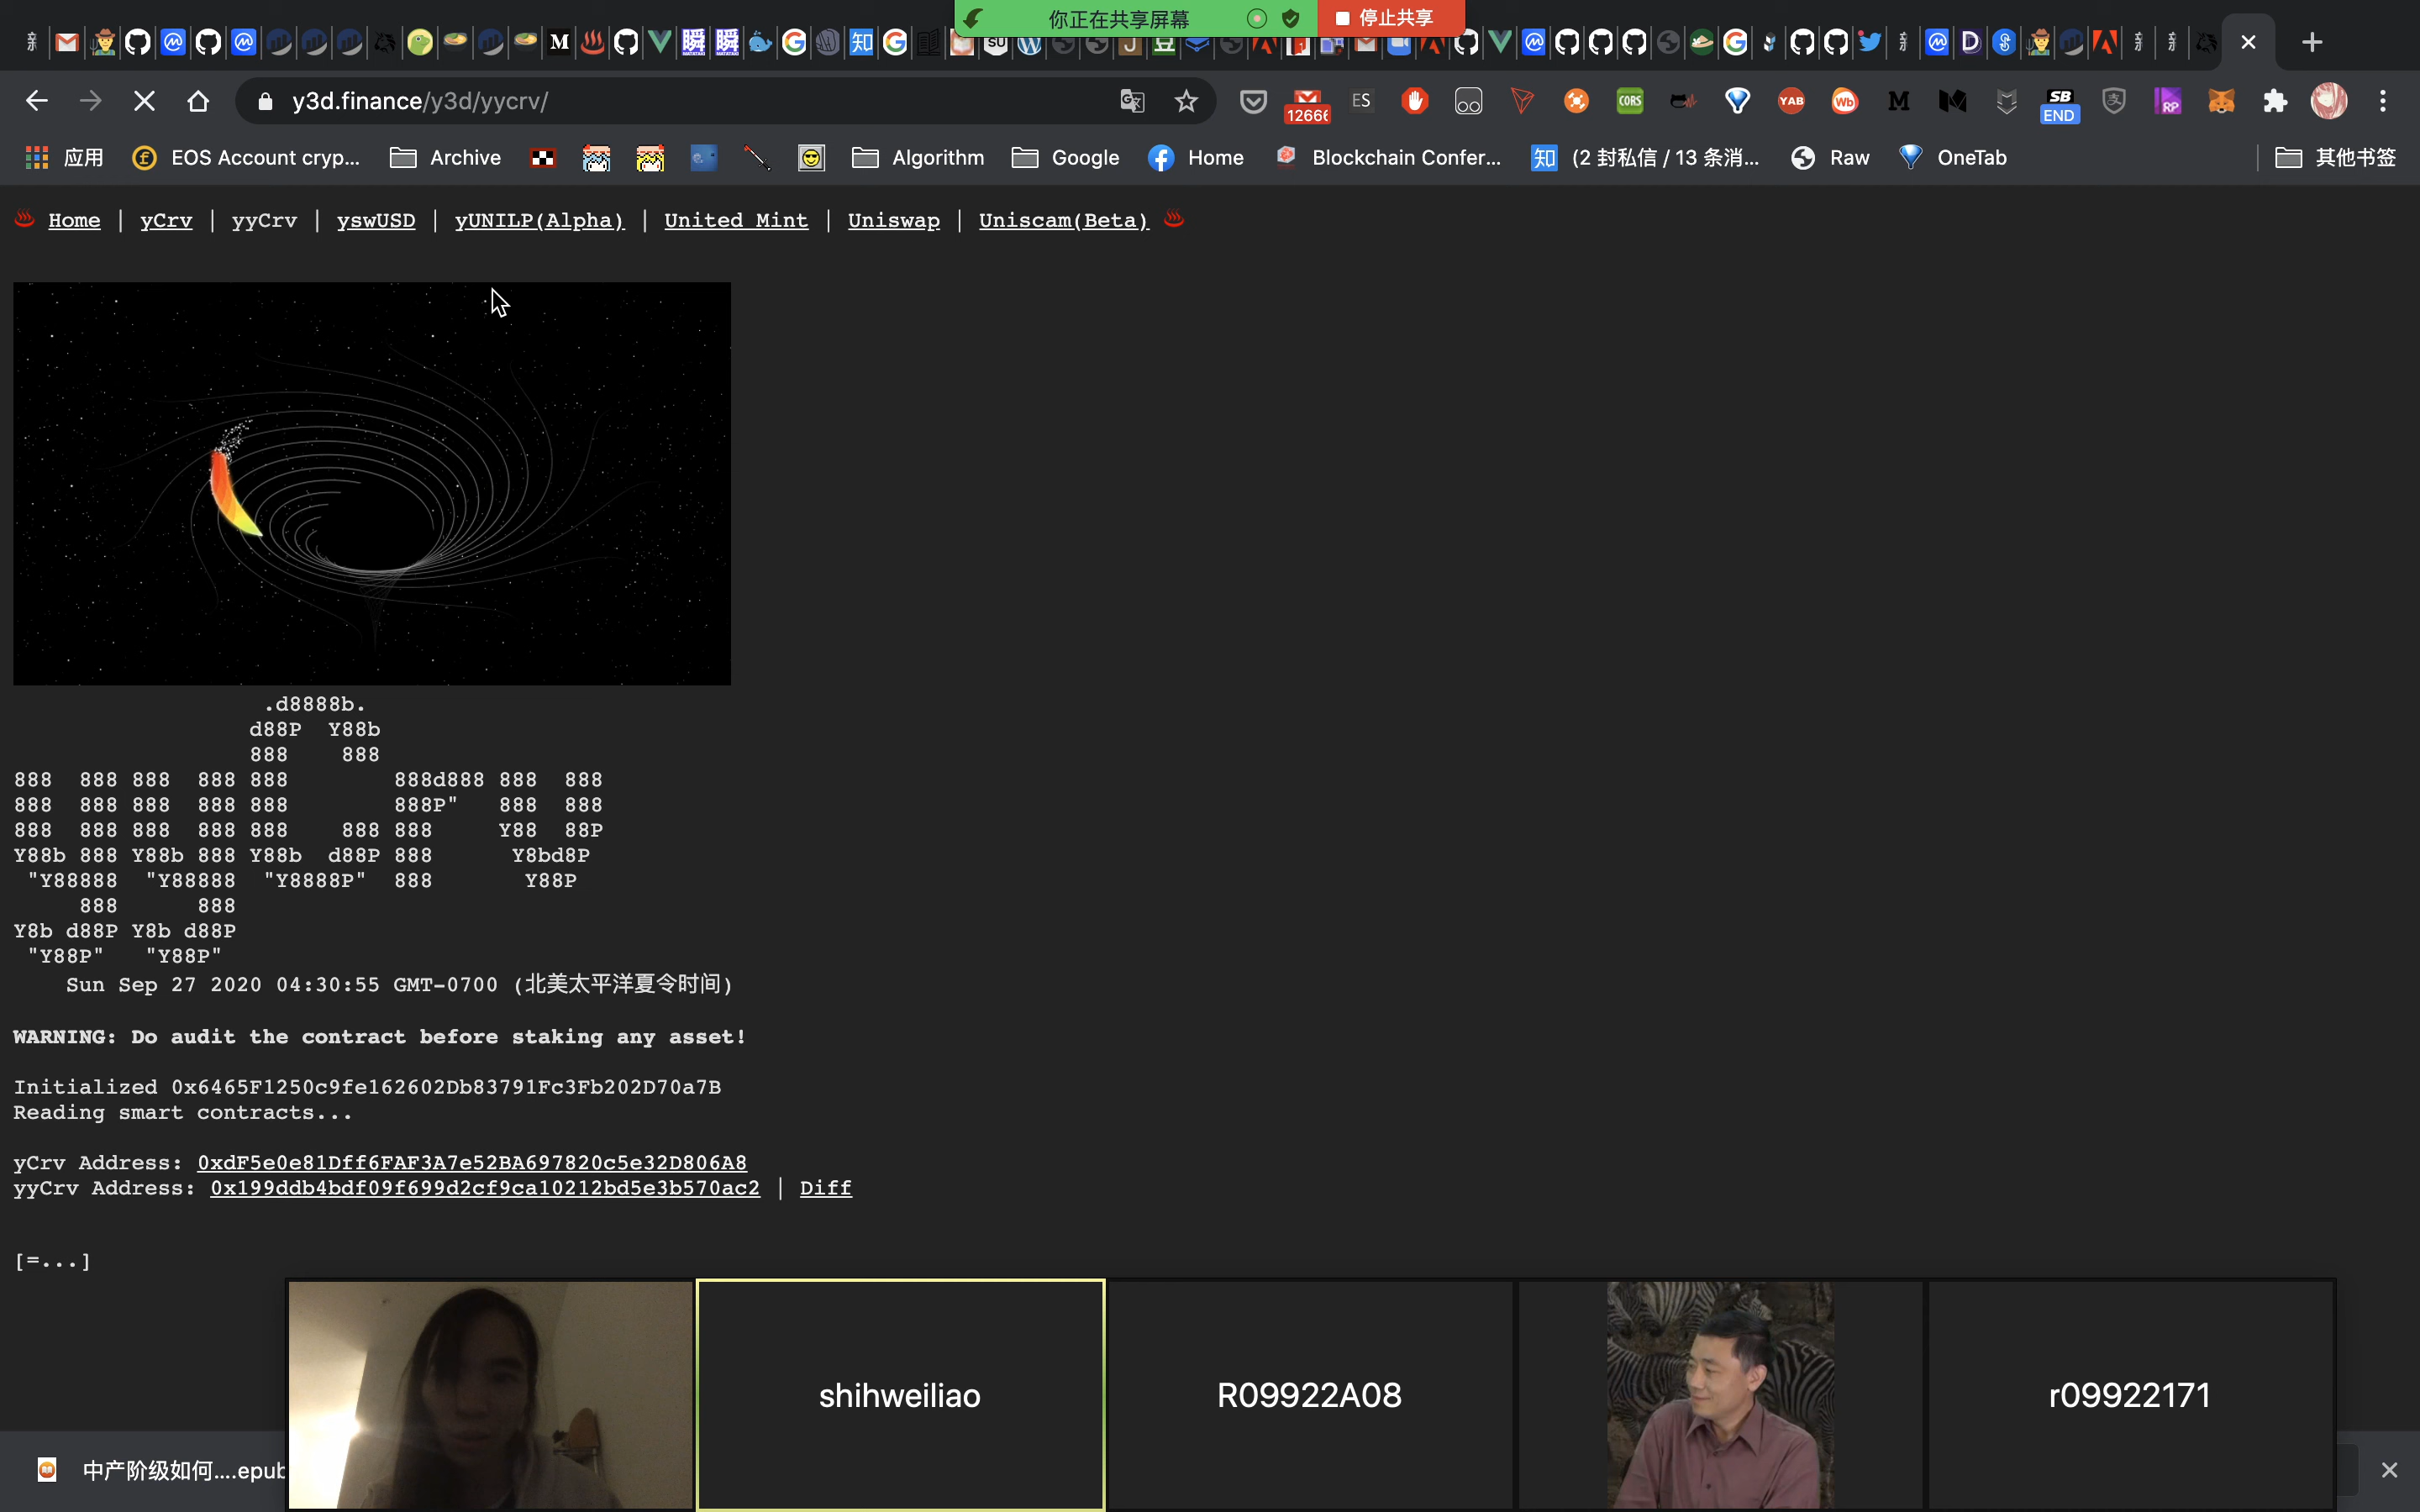 你正在共享屏幕 停止共享
y3d.finance/y3d/yycrv/
应用 EOS Account cryp... Archive Algorithm Google Home Blockchain Confer... (2 封私信 / 13 条消... Raw OneTab 其他书签
Home | yCrv | yyCrv | yswUSD | yUNILP(Alpha) | United Mint | Uniswap | Uniscam(Beta)
.d8888b.
d88P  Y88b
888    888
888  888 888  888 888        888d888 888  888
888  888 888  888 888        888P"   888  888
888  888 888  888 888    888 888     Y88  88P
Y88b 888 Y88b 888 Y88b  d88P 888      Y8bd8P
"Y88888  "Y88888  "Y8888P"  888       Y88P
888      888
Y8b d88P Y8b d88P
"Y88P"   "Y88P"
Sun Sep 27 2020 04:30:55 GMT-0700 (北美太平洋夏令时间)
WARNING: Do audit the contract before staking any asset!
Initialized 0x6465F1250c9fe162602Db83791Fc3Fb202D70a7B
Reading smart contracts...
yCrv Address: 0xdF5e0e81Dff6FAF3A7e52BA697820c5e32D806A8
yyCrv Address: 0x199ddb4bdf09f699d2cf9ca10212bd5e3b570ac2 | Diff
[=...]
shihweiliao
R09922A08
r09922171
中产阶级如何....epub